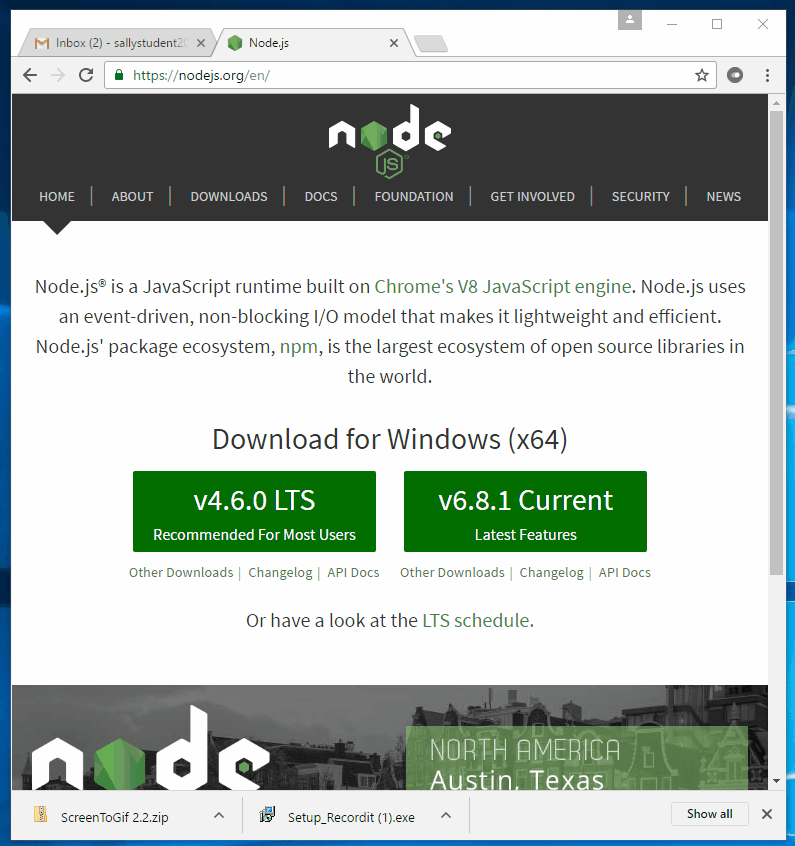 Inbox (2) - sallystudent20
Node.js
https://nodejs.org/en/
node
JS
HOME
ABOUT
DOWNLOADS
DOCS
FOUNDATION
GET INVOLVED
SECURITY
NEWS
Node.js® is a JavaScript runtime built on Chrome's V8 JavaScript engine. Node.js uses
an event-driven, non-blocking I/O model that makes it lightweight and efficient.
Node.js' package ecosystem, npm, is the largest ecosystem of open source libraries in
the world.
Download for Windows (x64)
v4.6.0 LTS
Recommended For Most Users
v6.8.1 Current
Latest Features
Other Downloads | Changelog | API Docs
Other Downloads | Changelog | API Docs
Or have a look at the LTS schedule.
node
NORTH AMERICA
Austin, Texas
ScreenToGif 2.2.zip
Setup_Recordit (1).exe
Show all